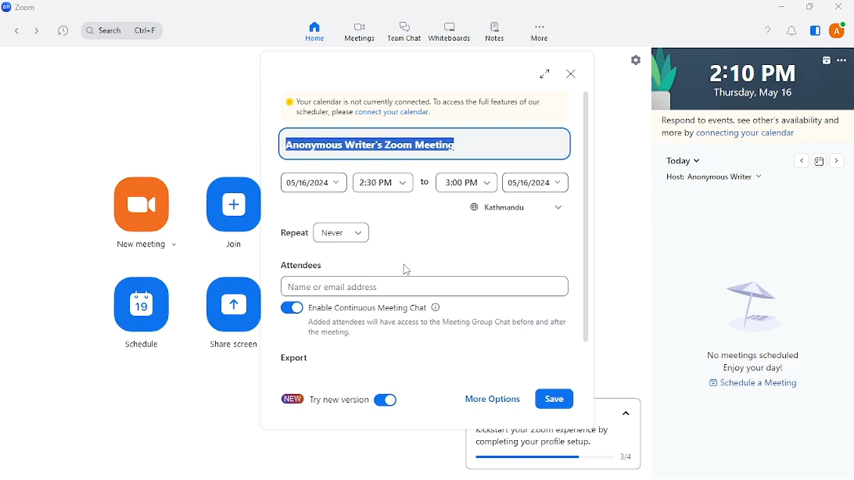 Zoom
Search Ctrl+F
Home Meetings Team Chat Whiteboards Notes More
A
Your calendar is not currently connected. To access the full features of our
scheduler, please connect your calendar.
Anonymous Writer's Zoom Meeting
05/16/2024 2:30 PM to 3:00 PM 05/16/2024
Kathmandu
Repeat Never
Attendees
Name or email address
Enable Continuous Meeting Chat
Added attendees will have access to the Meeting Group Chat before and after
the meeting.
Export
NEW Try new version More Options Save
New meeting
Join
19
Schedule
Share screen
Kickstart your Zoom experience by
completing your profile setup.
3/4
2:10 PM
Thursday, May 16
Respond to events, see other's availability and
more by connecting your calendar
Today
Host: Anonymous Writer
No meetings scheduled
Enjoy your day!
Schedule a Meeting